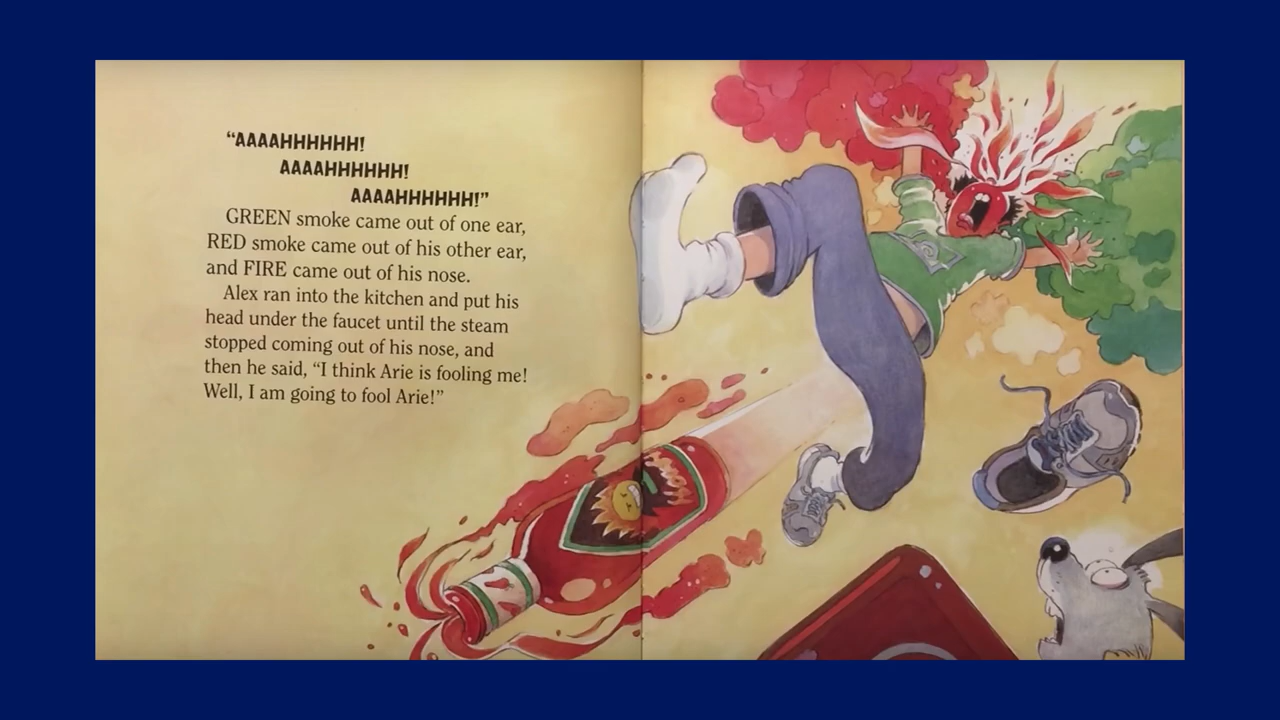 “AAAAHHHHHH!
AAAAHHHHHH!
AAAAHHHHHH!”
GREEN smoke came out of one ear,
RED smoke came out of his other ear,
and FIRE came out of his nose.
Alex ran into the kitchen and put his
head under the faucet until the steam
stopped coming out of his nose, and
then he said, “I think Arie is fooling me!
Well, I am going to fool Arie!”